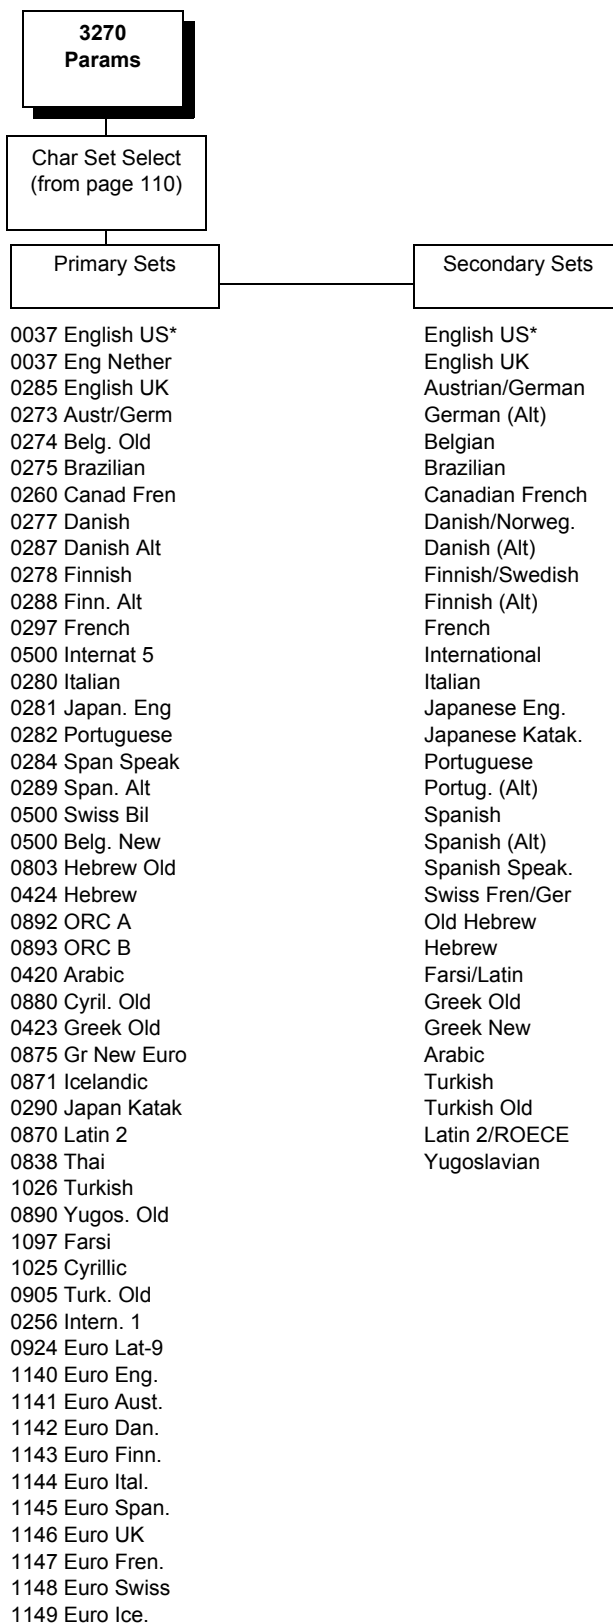 3270
Params
Char Set Select
(from page 110)
Primary Sets
Secondary Sets
0037 English US*
0037 Eng Nether
0285 English UK
0273 Austr/Germ
0274 Belg. Old
0275 Brazilian
0260 Canad Fren
0277 Danish
0287 Danish Alt
0278 Finnish
0288 Finn. Alt
0297 French
0500 Internat 5
0280 Italian
0281 Japan. Eng
0282 Portuguese
0284 Span Speak
0289 Span. Alt
0500 Swiss Bil
0500 Belg. New
0803 Hebrew Old
0424 Hebrew
0892 ORC A
0893 ORC B
0420 Arabic
0880 Cyril. Old
0423 Greek Old
0875 Gr New Euro
0871 Icelandic
0290 Japan Katak
0870 Latin 2
0838 Thai
1026 Turkish
0890 Yugos. Old
1097 Farsi
1025 Cyrillic
0905 Turk. Old
0256 Intern. 1
0924 Euro Lat-9
1140 Euro Eng.
1141 Euro Aust.
1142 Euro Dan.
1143 Euro Finn.
1144 Euro Ital.
1145 Euro Span.
1146 Euro UK
1147 Euro Fren.
1148 Euro Swiss
1149 Euro Ice.
English US*
English UK
Austrian/German
German (Alt)
Belgian
Brazilian
Canadian French
Danish/Norweg.
Danish (Alt)
Finnish/Swedish
Finnish (Alt)
French
International
Italian
Japanese Eng.
Japanese Katak.
Portuguese
Portug. (Alt)
Spanish
Spanish (Alt)
Spanish Speak.
Swiss Fren/Ger
Old Hebrew
Hebrew
Farsi/Latin
Greek Old
Greek New
Arabic
Turkish
Turkish Old
Latin 2/ROECE
Yugoslavian